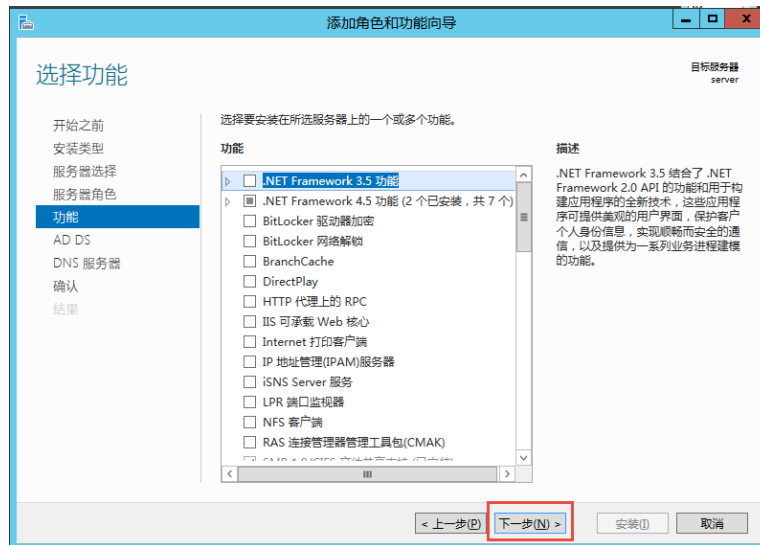 添加角色和功能向导
选择功能
目标服务器
server
开始之前
安装类型
服务器选择
服务器角色
功能
AD DS
DNS 服务器
确认
结果
选择要安装在所选服务器上的一个或多个功能。
功能
.NET Framework 3.5 功能
.NET Framework 4.5 功能 (2 个已安装，共 7 个)
BitLocker 驱动器加密
BitLocker 网络解锁
BranchCache
DirectPlay
HTTP 代理上的 RPC
IIS 可承载 Web 核心
Internet 打印客户端
IP 地址管理(IPAM)服务器
iSNS Server 服务
LPR 端口监视器
NFS 客户端
RAS 连接管理器管理工具包(CMAK)
SMB 1.0/CIFS 文件共享支持 (已安装)
描述
.NET Framework 3.5 结合了 .NET
Framework 2.0 API 的功能和用于构
建应用程序的全新技术，这些应用程
序可提供美观的用户界面，保护客户
个人身份信息，实现顺畅而安全的通
信，以及提供为一系列业务进程建模
的功能。
< 上一步(P)
下一步(N) >
安装(I)
取消